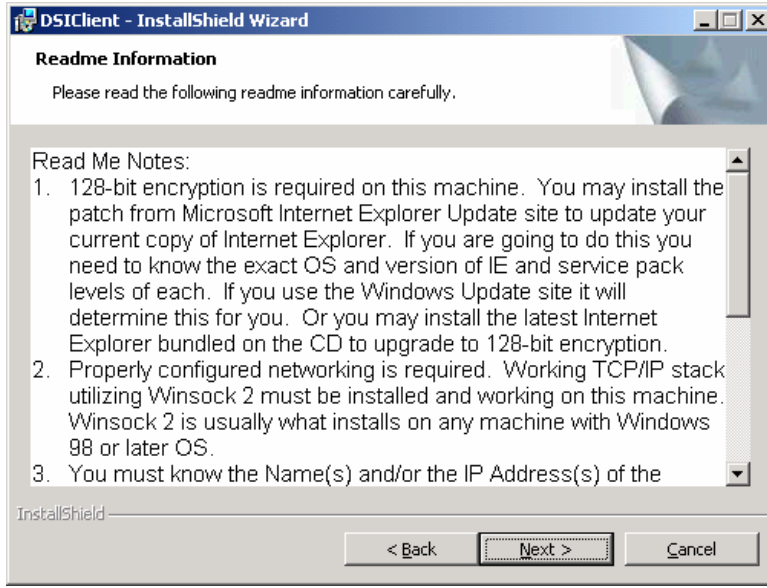 DSIClient - InstallShield Wizard
Readme Information
Please read the following readme information carefully.
Read Me Notes:
1. 128-bit encryption is required on this machine. You may install the
patch from Microsoft Internet Explorer Update site to update your
current copy of Internet Explorer. If you are going to do this you
need to know the exact OS and version of IE and service pack
levels of each. If you use the Windows Update site it will
determine this for you. Or you may install the latest Internet
Explorer bundled on the CD to upgrade to 128-bit encryption.
2. Properly configured networking is required. Working TCP/IP stack
utilizing Winsock 2 must be installed and working on this machine.
Winsock 2 is usually what installs on any machine with Windows
98 or later OS.
3. You must know the Name(s) and/or the IP Address(s) of the
InstallShield
< Back Next > Cancel